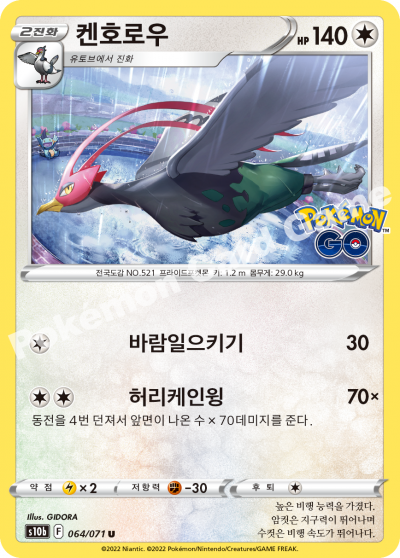 2진화
켄호로우
HP 140
유토브에서 진화
Pokémon GO
전국도감 NO.521 프라이드포켓몬 키: 1.2 m 몸무게: 29.0 kg
Pokémon Card Game
바람일으키기 30
허리케인윙 70×
동전을 4번 던져서 앞면이 나온 수 × 70데미지를 준다.
약점 ×2 저항력 -30 후퇴
Illus. GIDORA
s10b F 064/071 U
높은 비행 능력을 가졌다.
암컷은 지구력이 뛰어나며
수컷은 비행 속도가 뛰어나다.
©2022 Niantic. ©2022 Pokémon/Nintendo/Creatures/GAME FREAK.